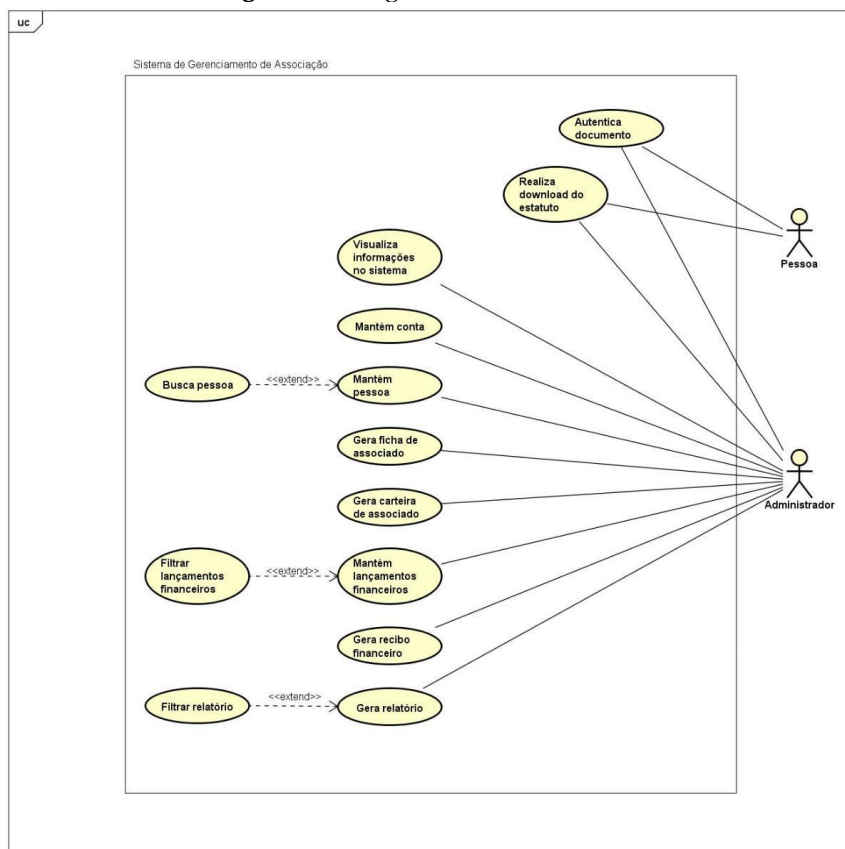 uc
Sistema de Gerenciamento de Associação
Autentica
documento
Realiza
download do
estatuto
Pessoa
Visualiza
informações
no sistema
Mantém conta
Busca pessoa
<<extend>>
Mantém
pessoa
Gera ficha de
associado
Gera carteira
de associado
Administrador
Filtrar
lançamentos
financeiros
<<extend>>
Mantém
lançamentos
financeiros
Gera recibo
financeiro
Filtrar relatório
<<extend>>
Gera relatório